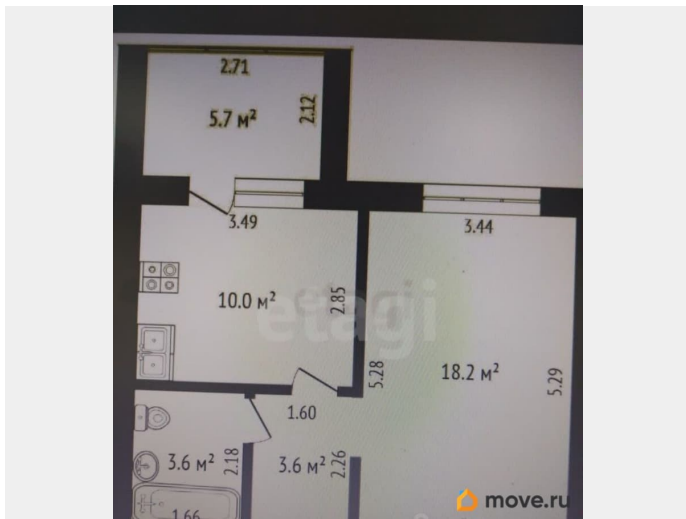 2.71
5.7 м²
2.12
3.49
3.44
10.0 м²
2.85
etagi
5.28
18.2 м²
5.29
1.60
3.6 м²
2.18
3.6 м²
2.26
1.66
move.ru